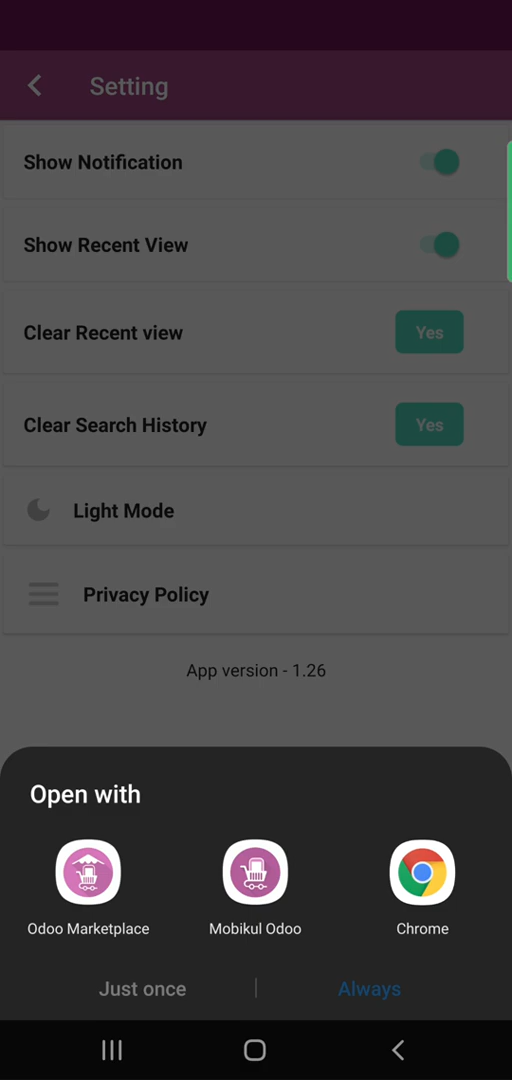 Setting
Show Notification
Show Recent View
Clear Recent view Yes
Clear Search History Yes
Light Mode
Privacy Policy
App version - 1.26
Open with
Odoo Marketplace Mobikul Odoo Chrome
Just once | Always